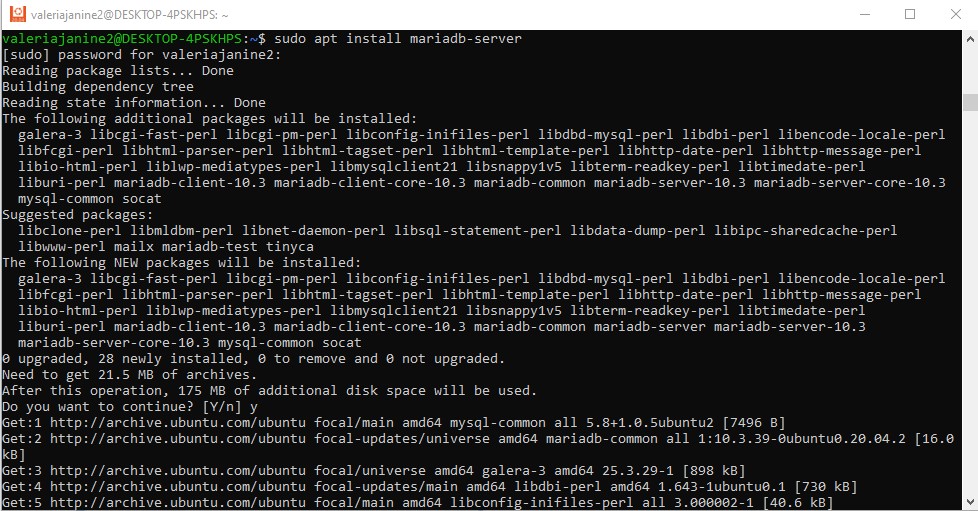 valeriajanine2@DESKTOP-4PSKHPS: ~
valeriajanine2@DESKTOP-4PSKHPS:~$ sudo apt install mariadb-server
[sudo] password for valeriajanine2:
Reading package lists... Done
Building dependency tree
Reading state information... Done
The following additional packages will be installed:
  galera-3 libcgi-fast-perl libcgi-pm-perl libconfig-inifiles-perl libdbd-mysql-perl libdbi-perl libencode-locale-perl
  libfcgi-perl libhtml-parser-perl libhtml-tagset-perl libhtml-template-perl libhttp-date-perl libhttp-message-perl
  libio-html-perl liblwp-mediatypes-perl libmysqlclient21 libsnappy1v5 libterm-readkey-perl libtimedate-perl
  liburi-perl mariadb-client-10.3 mariadb-client-core-10.3 mariadb-common mariadb-server-10.3 mariadb-server-core-10.3
  mysql-common socat
Suggested packages:
  libclone-perl libmldbm-perl libnet-daemon-perl libsql-statement-perl libdata-dump-perl libipc-sharedcache-perl
  libwww-perl mailx mariadb-test tinyca
The following NEW packages will be installed:
  galera-3 libcgi-fast-perl libcgi-pm-perl libconfig-inifiles-perl libdbd-mysql-perl libdbi-perl libencode-locale-perl
  libfcgi-perl libhtml-parser-perl libhtml-tagset-perl libhtml-template-perl libhttp-date-perl libhttp-message-perl
  libio-html-perl liblwp-mediatypes-perl libmysqlclient21 libsnappy1v5 libterm-readkey-perl libtimedate-perl
  liburi-perl mariadb-client-10.3 mariadb-client-core-10.3 mariadb-common mariadb-server mariadb-server-10.3
  mariadb-server-core-10.3 mysql-common socat
0 upgraded, 28 newly installed, 0 to remove and 0 not upgraded.
Need to get 21.5 MB of archives.
After this operation, 175 MB of additional disk space will be used.
Do you want to continue? [Y/n] y
Get:1 http://archive.ubuntu.com/ubuntu focal/main amd64 mysql-common all 5.8+1.0.5ubuntu2 [7496 B]
Get:2 http://archive.ubuntu.com/ubuntu focal-updates/universe amd64 mariadb-common all 1:10.3.39-0ubuntu0.20.04.2 [16.0
kB]
Get:3 http://archive.ubuntu.com/ubuntu focal/universe amd64 galera-3 amd64 25.3.29-1 [898 kB]
Get:4 http://archive.ubuntu.com/ubuntu focal-updates/main amd64 libdbi-perl amd64 1.643-1ubuntu0.1 [730 kB]
Get:5 http://archive.ubuntu.com/ubuntu focal/main amd64 libconfig-inifiles-perl all 3.000002-1 [40.6 kB]